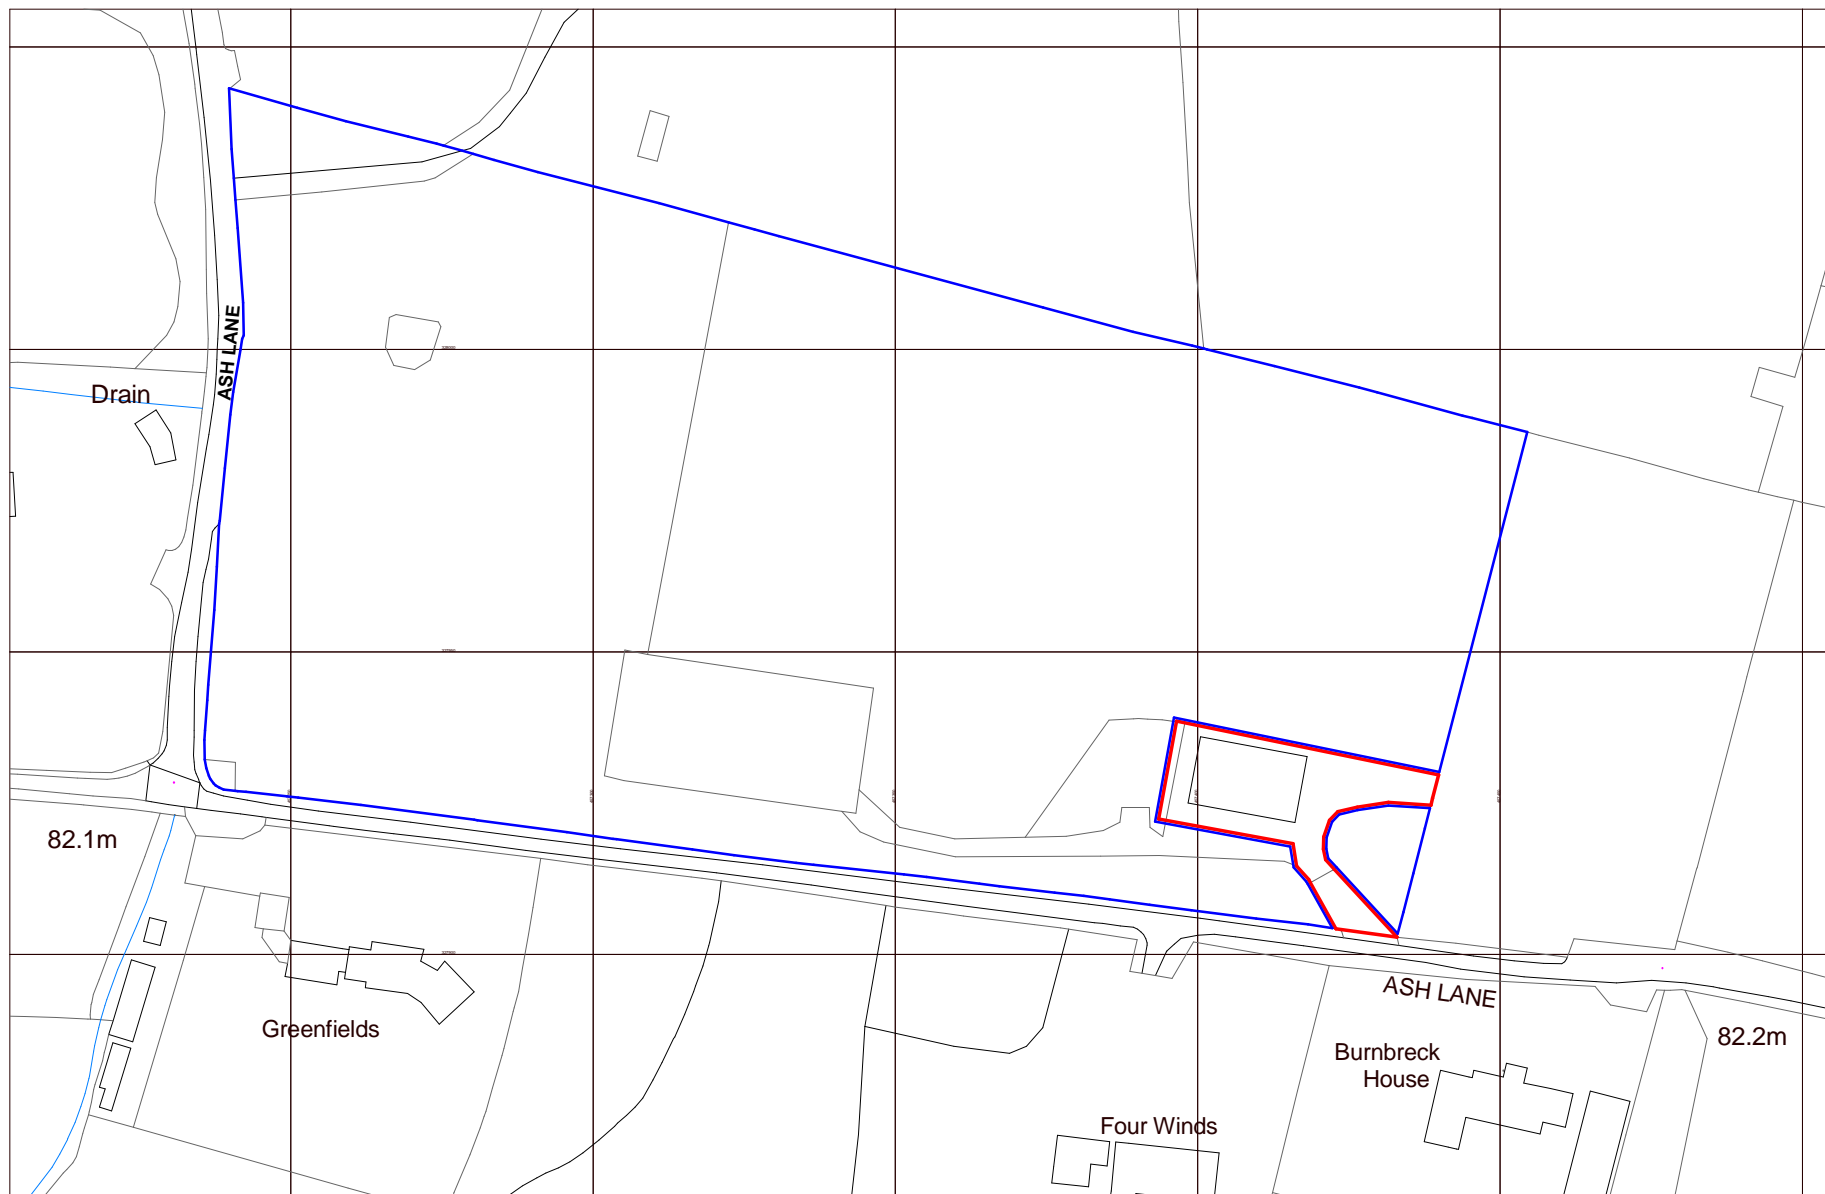 ASH LANE
Drain
82.1m
ASH LANE
Greenfields
82.2m
Burnbreck
House
Four Winds